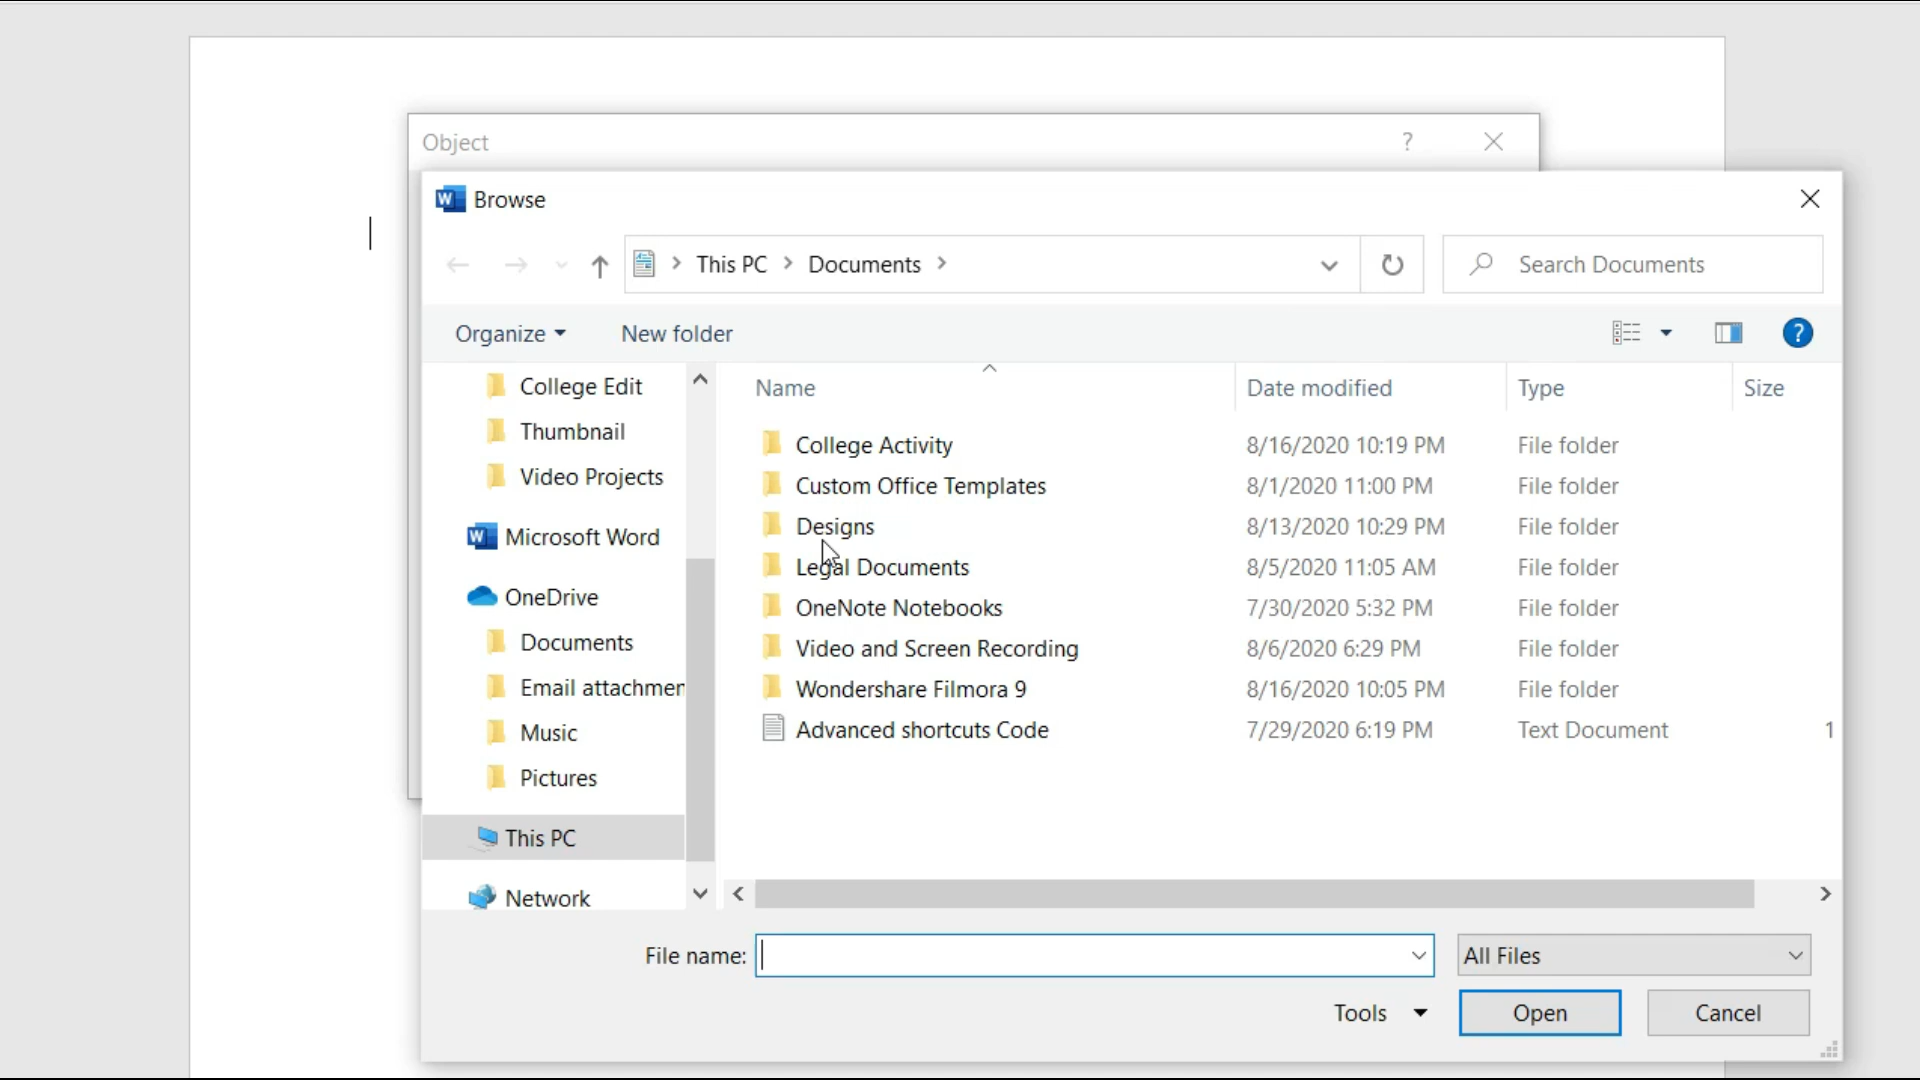 Object ?
W Browse
This PC Documents Search Documents
Organize New folder ?
College Edit
Thumbnail
Video Projects
W Microsoft Word
OneDrive
Documents
Email attachmen
Music
Pictures
This PC
Network
Name Date modified Type Size
College Activity 8/16/2020 10:19 PM File folder
Custom Office Templates 8/1/2020 11:00 PM File folder
Designs 8/13/2020 10:29 PM File folder
Legal Documents 8/5/2020 11:05 AM File folder
OneNote Notebooks 7/30/2020 5:32 PM File folder
Video and Screen Recording 8/6/2020 6:29 PM File folder
Wondershare Filmora 9 8/16/2020 10:05 PM File folder
Advanced shortcuts Code 7/29/2020 6:19 PM Text Document 1
File name: All Files
Tools Open Cancel